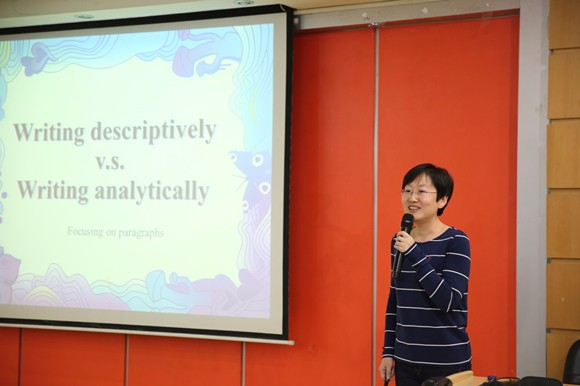 Writing descriptively
v.s.
Writing analytically
Focusing on paragraphs